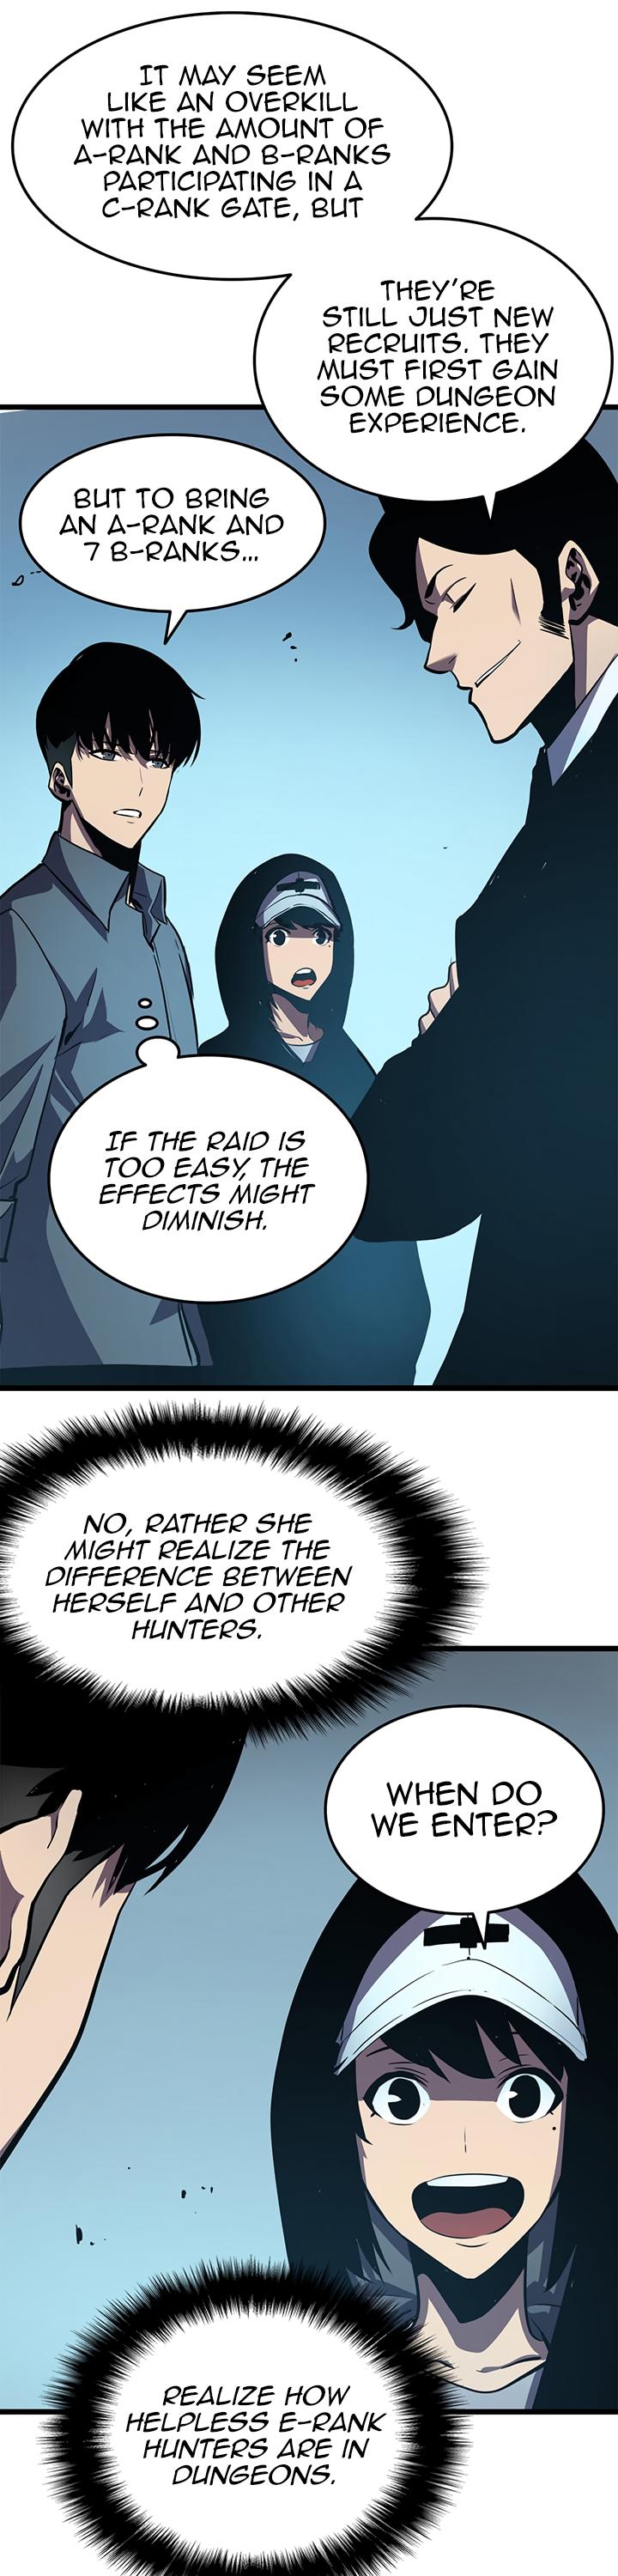 IT MAY SEEM
LIKE AN OVERKILL
WITH THE AMOUNT OF
A-RANK AND B-RANKS
PARTICIPATING IN A
C-RANK GATE, BUT
THEY'RE
STILL JUST NEW
RECRUITS. THEY
MUST FIRST GAIN
SOME DUNGEON
EXPERIENCE.
BUT TO BRING
AN A-RANK AND
7 B-RANKS...
IF THE RAID IS
TOO EASY, THE
EFFECTS MIGHT
DIMINISH.
NO, RATHER SHE
MIGHT REALIZE THE
DIFFERENCE BETWEEN
HERSELF AND OTHER
HUNTERS.
WHEN DO
WE ENTER?
REALIZE HOW
HELPLESS E-RANK
HUNTERS ARE IN
DUNGEONS.